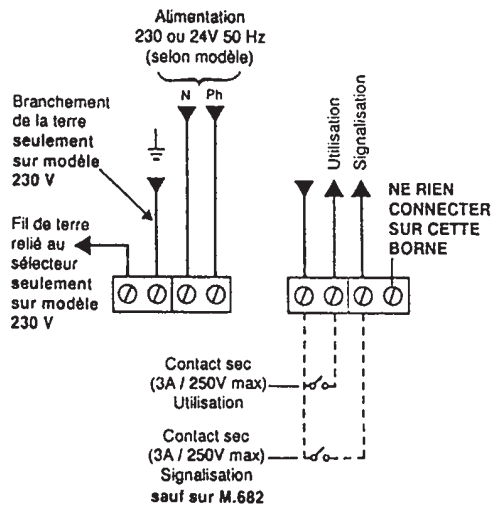 Alimentation
230 ou 24V 50 Hz
(selon modèle)
N Ph
Branchement
de la terre
seulement
sur modèle
230 V
Fil de terre
relié au
sélecteur
seulement
sur modèle
230 V
Utilisation
Signalisation
NE RIEN
CONNECTER
SUR CETTE
BORNE
Contact sec
(3A / 250V max)
Utilisation
Contact sec
(3A / 250V max)
Signalisation
sauf sur M.682